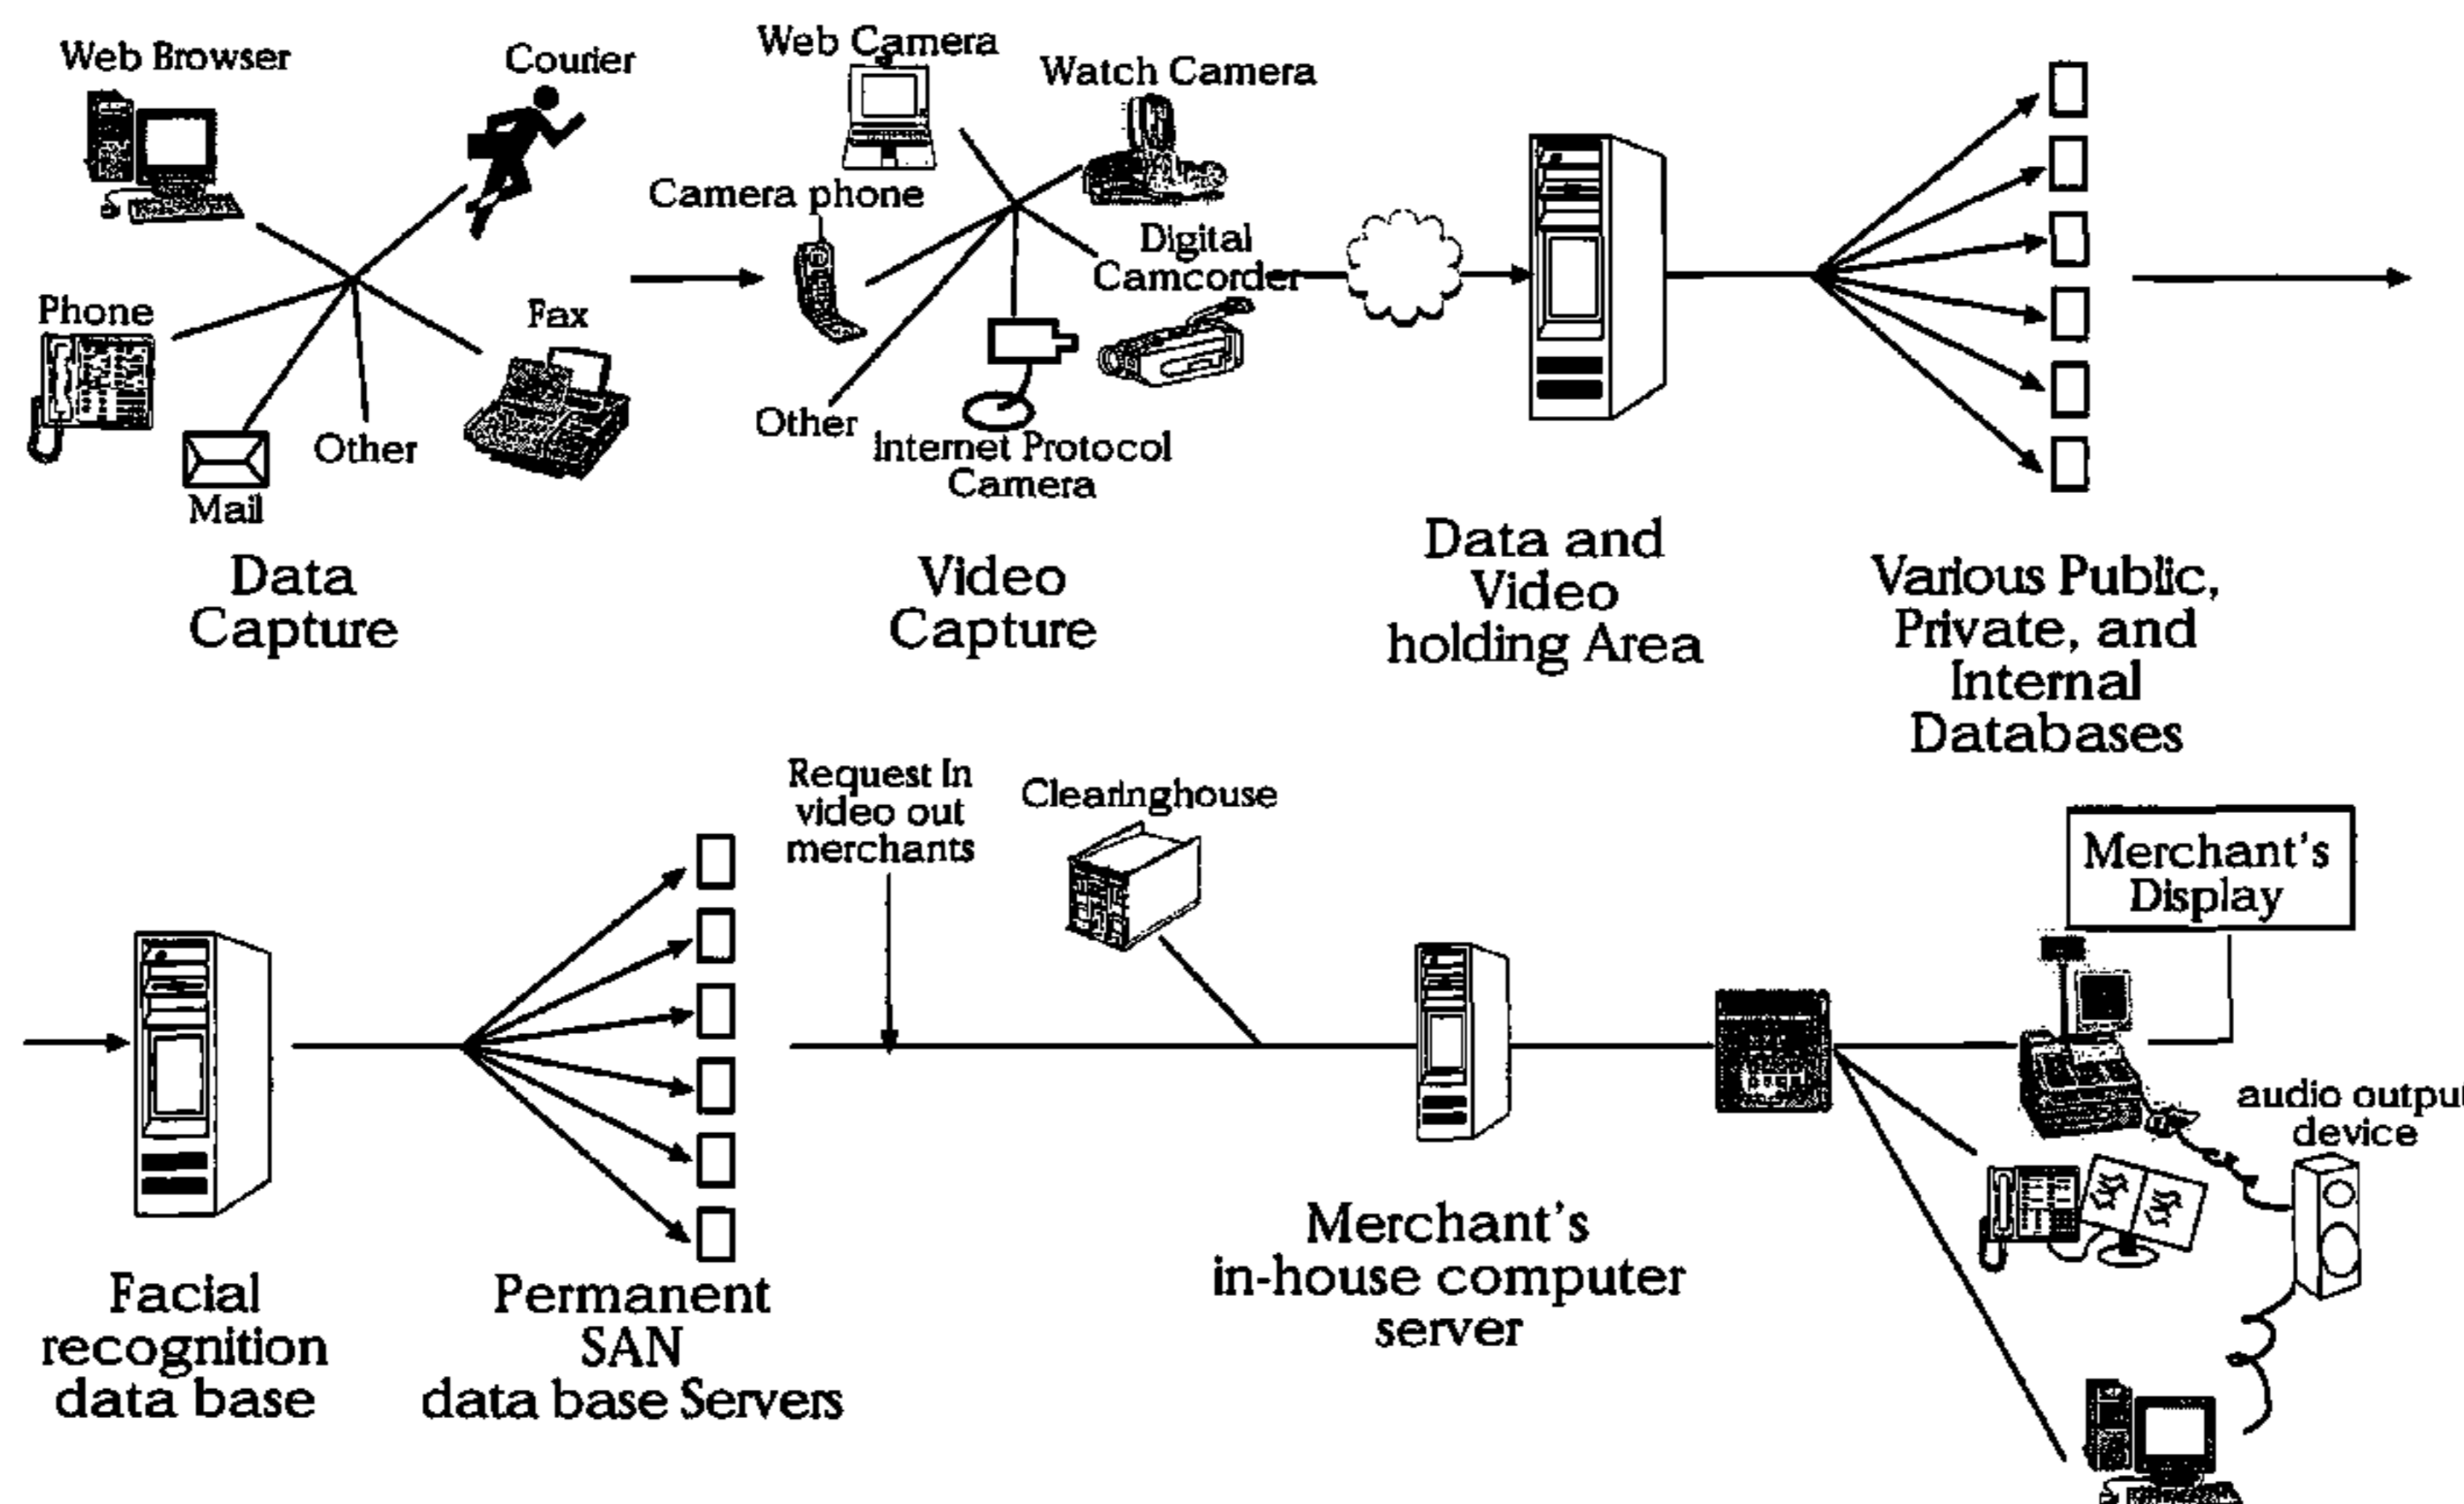 Web Browser
Courier
Phone
Fax
Mail
Other
Data
Capture
Web Camera
Watch Camera
Camera phone
Digital
Camcorder
Other
Internet Protocol
Camera
Video
Capture
Data and
Video
holding Area
Various Public,
Private, and
Internal
Databases
Facial
recognition
data base
Permanent
SAN
data base Servers
Request In
video out
merchants
Clearinghouse
Merchant's
in-house computer
server
Merchant's
Display
audio output
device